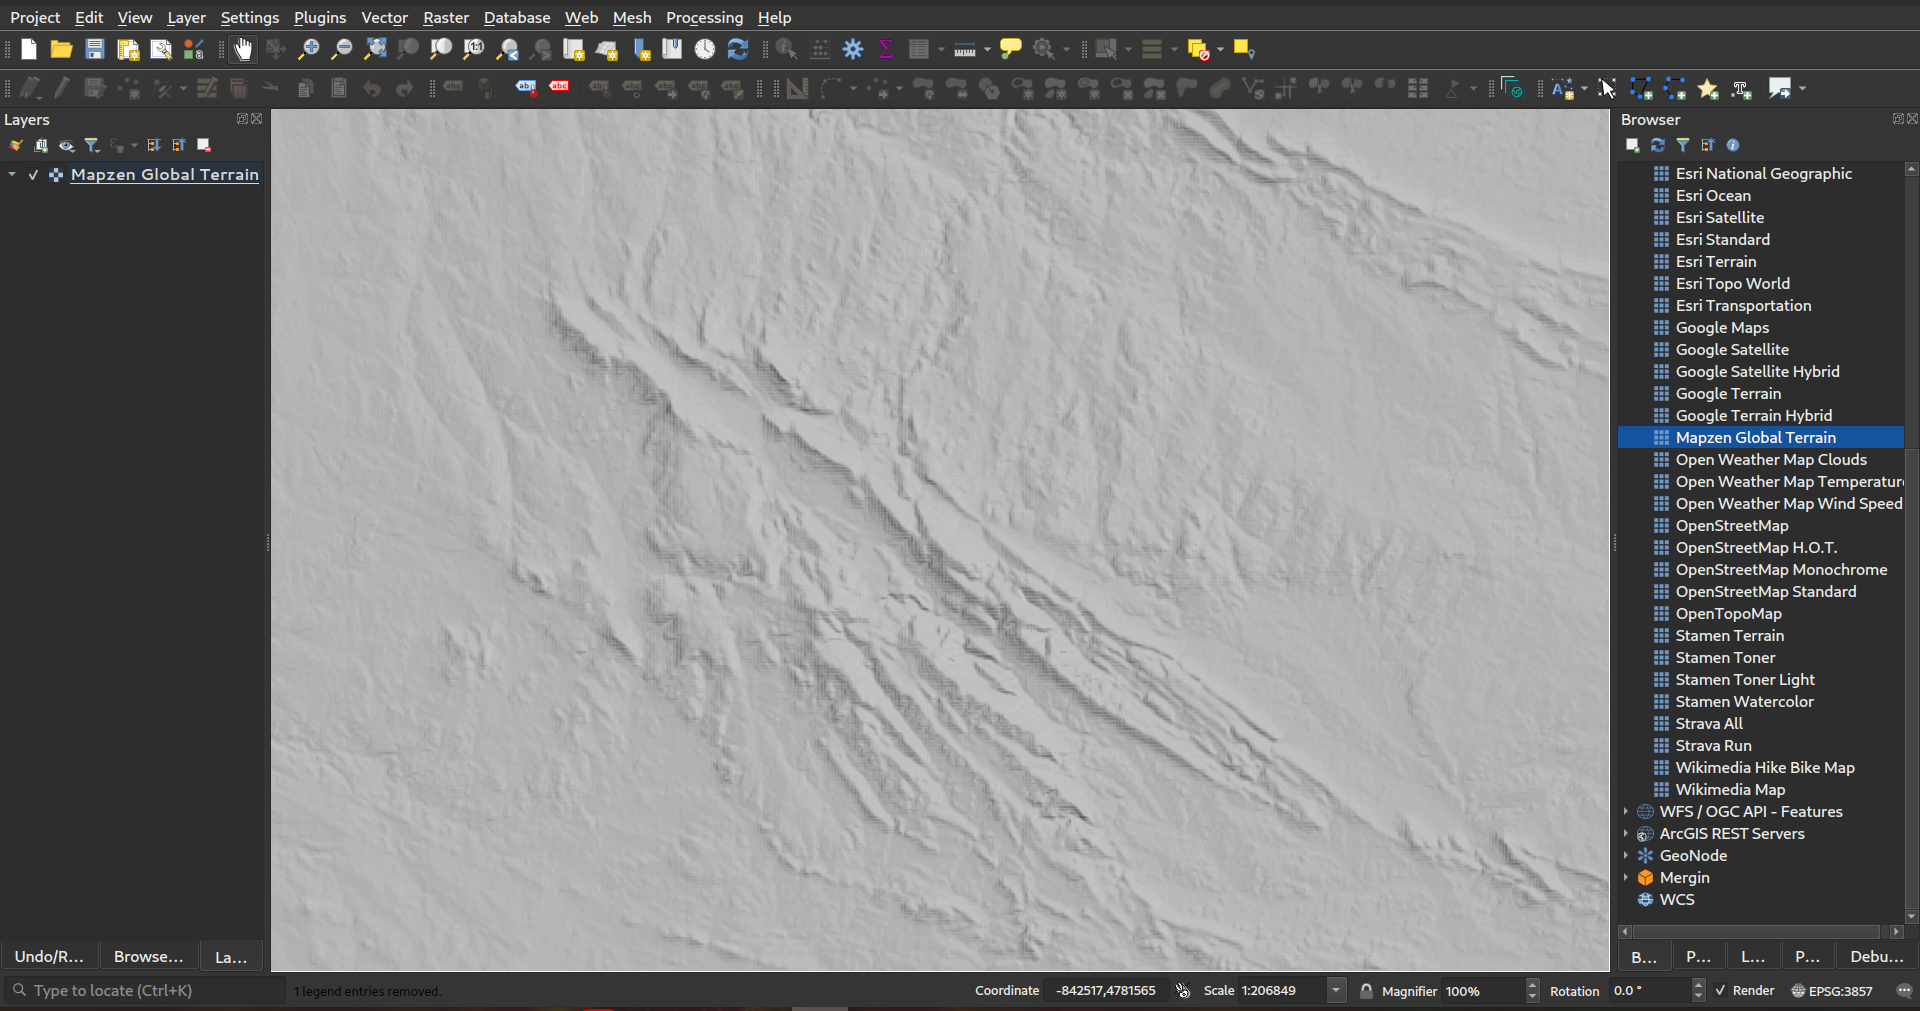 Project Edit View Layer Settings Plugins Vector Raster Database Web Mesh Processing Help
1:1
abc abc abc
Layers
Mapzen Global Terrain
Browser
Esri National Geographic
Esri Ocean
Esri Satellite
Esri Standard
Esri Terrain
Esri Topo World
Esri Transportation
Google Maps
Google Satellite
Google Satellite Hybrid
Google Terrain
Google Terrain Hybrid
Mapzen Global Terrain
Open Weather Map Clouds
Open Weather Map Temperatur
Open Weather Map Wind Speed
OpenStreetMap
OpenStreetMap H.O.T.
OpenStreetMap Monochrome
OpenStreetMap Standard
OpenTopoMap
Stamen Terrain
Stamen Toner
Stamen Toner Light
Stamen Watercolor
Strava All
Strava Run
Wikimedia Hike Bike Map
Wikimedia Map
WFS / OGC API - Features
ArcGIS REST Servers
GeoNode
Mergin
WCS
Undo/R... Browse... La...
B... P... L... P... Debu...
Type to locate (Ctrl+K) 1 legend entries removed. Coordinate -842517,4781565 Scale 1:206849 Magnifier 100% Rotation 0.0 ° Render EPSG:3857